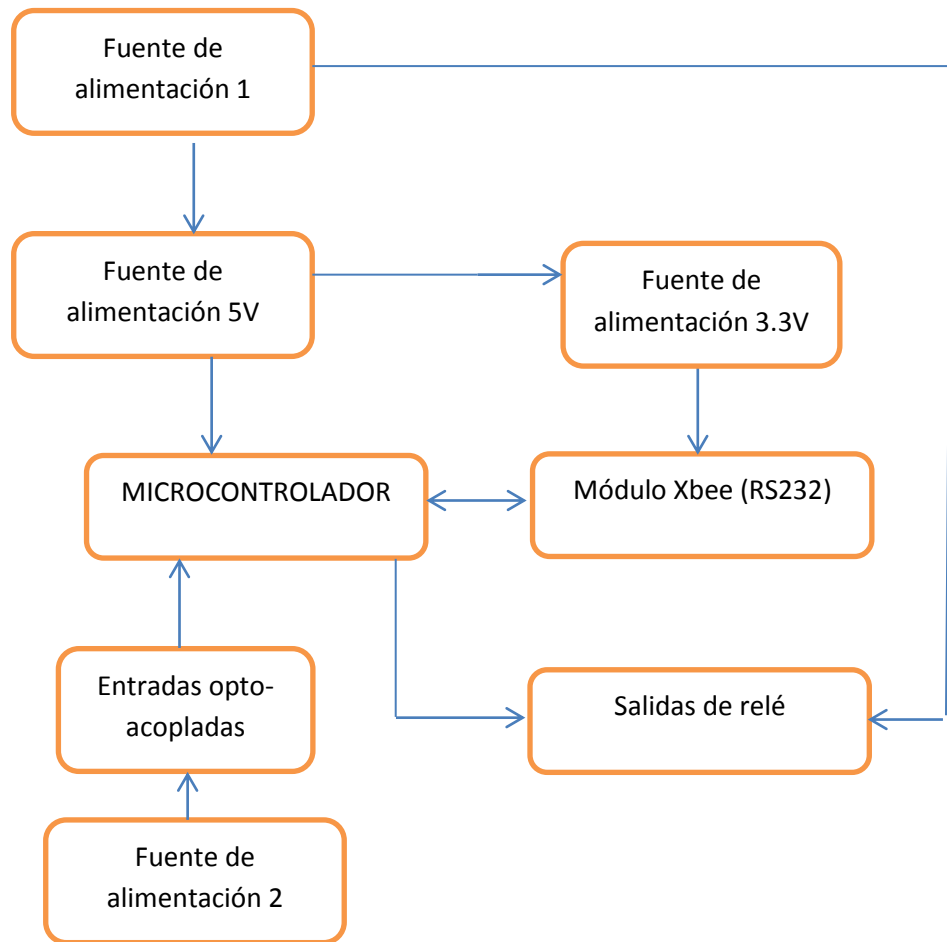 Fuente de
alimentación 1
Fuente de
alimentación 5V
Fuente de
alimentación 3.3V
MICROCONTROLADOR
Módulo Xbee (RS232)
Entradas opto-
acopladas
Salidas de relé
Fuente de
alimentación 2